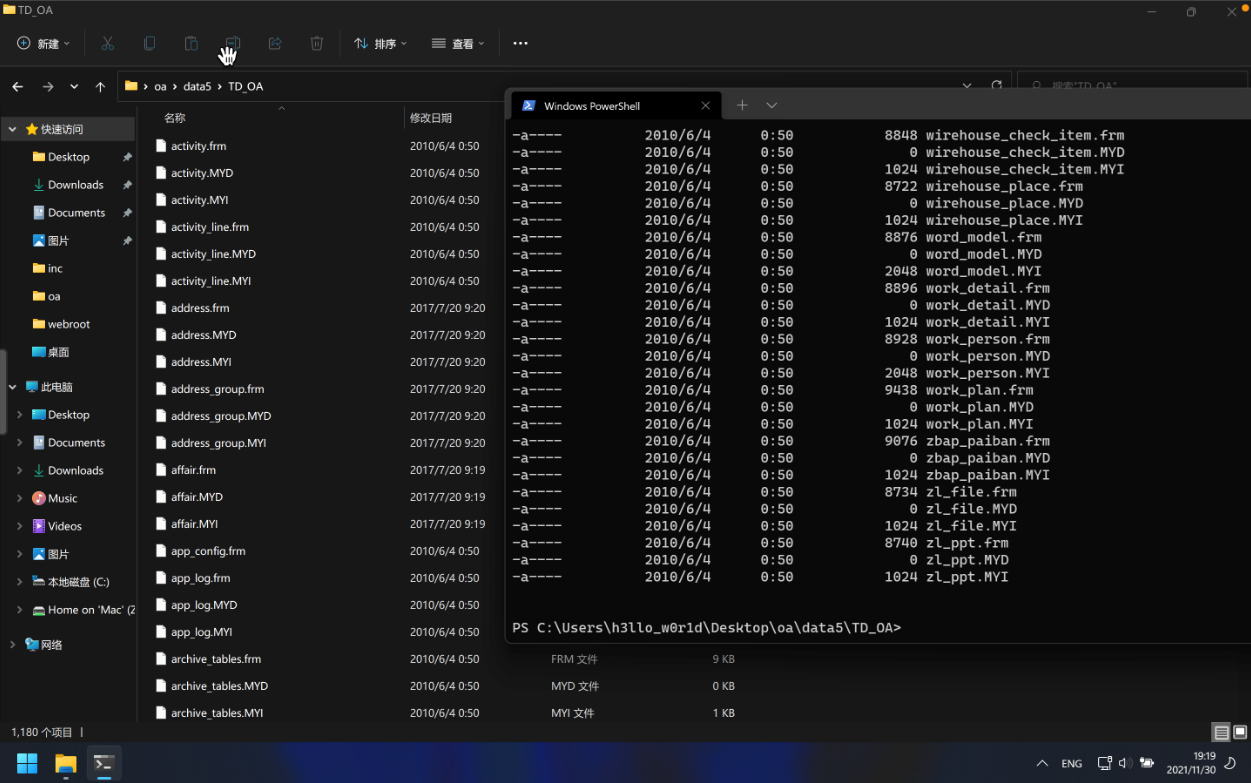 TD_OA
新建
排序
查看
oa
data5
TD_OA
搜索"TD_OA"
名称
修改日期
快速访问
Desktop
Downloads
Documents
图片
inc
oa
webroot
桌面
此电脑
Desktop
Documents
Downloads
Music
Videos
图片
本地磁盘 (C:)
Home on 'Mac' (Z
网络
activity.frm 2010/6/4 0:50
activity.MYD 2010/6/4 0:50
activity.MYI 2010/6/4 0:50
activity_line.frm 2010/6/4 0:50
activity_line.MYD 2010/6/4 0:50
activity_line.MYI 2010/6/4 0:50
address.frm 2017/7/20 9:20
address.MYD 2017/7/20 9:20
address.MYI 2017/7/20 9:20
address_group.frm 2017/7/20 9:20
address_group.MYD 2017/7/20 9:20
address_group.MYI 2017/7/20 9:20
affair.frm 2017/7/20 9:19
affair.MYD 2017/7/20 9:19
affair.MYI 2017/7/20 9:19
app_config.frm 2010/6/4 0:50
app_log.frm 2010/6/4 0:50
app_log.MYD 2010/6/4 0:50
app_log.MYI 2010/6/4 0:50
archive_tables.frm 2010/6/4 0:50 FRM 文件 9 KB
archive_tables.MYD 2010/6/4 0:50 MYD 文件 0 KB
archive_tables.MYI 2010/6/4 0:50 MYI 文件 1 KB
Windows PowerShell
-a---- 2010/6/4 0:50 8848 wirehouse_check_item.frm
-a---- 2010/6/4 0:50 0 wirehouse_check_item.MYD
-a---- 2010/6/4 0:50 1024 wirehouse_check_item.MYI
-a---- 2010/6/4 0:50 8722 wirehouse_place.frm
-a---- 2010/6/4 0:50 0 wirehouse_place.MYD
-a---- 2010/6/4 0:50 1024 wirehouse_place.MYI
-a---- 2010/6/4 0:50 8876 word_model.frm
-a---- 2010/6/4 0:50 0 word_model.MYD
-a---- 2010/6/4 0:50 2048 word_model.MYI
-a---- 2010/6/4 0:50 8896 work_detail.frm
-a---- 2010/6/4 0:50 0 work_detail.MYD
-a---- 2010/6/4 0:50 1024 work_detail.MYI
-a---- 2010/6/4 0:50 8928 work_person.frm
-a---- 2010/6/4 0:50 0 work_person.MYD
-a---- 2010/6/4 0:50 2048 work_person.MYI
-a---- 2010/6/4 0:50 9438 work_plan.frm
-a---- 2010/6/4 0:50 0 work_plan.MYD
-a---- 2010/6/4 0:50 1024 work_plan.MYI
-a---- 2010/6/4 0:50 9076 zbap_paiban.frm
-a---- 2010/6/4 0:50 0 zbap_paiban.MYD
-a---- 2010/6/4 0:50 1024 zbap_paiban.MYI
-a---- 2010/6/4 0:50 8734 zl_file.frm
-a---- 2010/6/4 0:50 0 zl_file.MYD
-a---- 2010/6/4 0:50 1024 zl_file.MYI
-a---- 2010/6/4 0:50 8740 zl_ppt.frm
-a---- 2010/6/4 0:50 0 zl_ppt.MYD
-a---- 2010/6/4 0:50 1024 zl_ppt.MYI
PS C:\Users\h3llo_w0r1d\Desktop\oa\data5\TD_OA>
1,180 个项目
ENG
19:19
2021/11/30